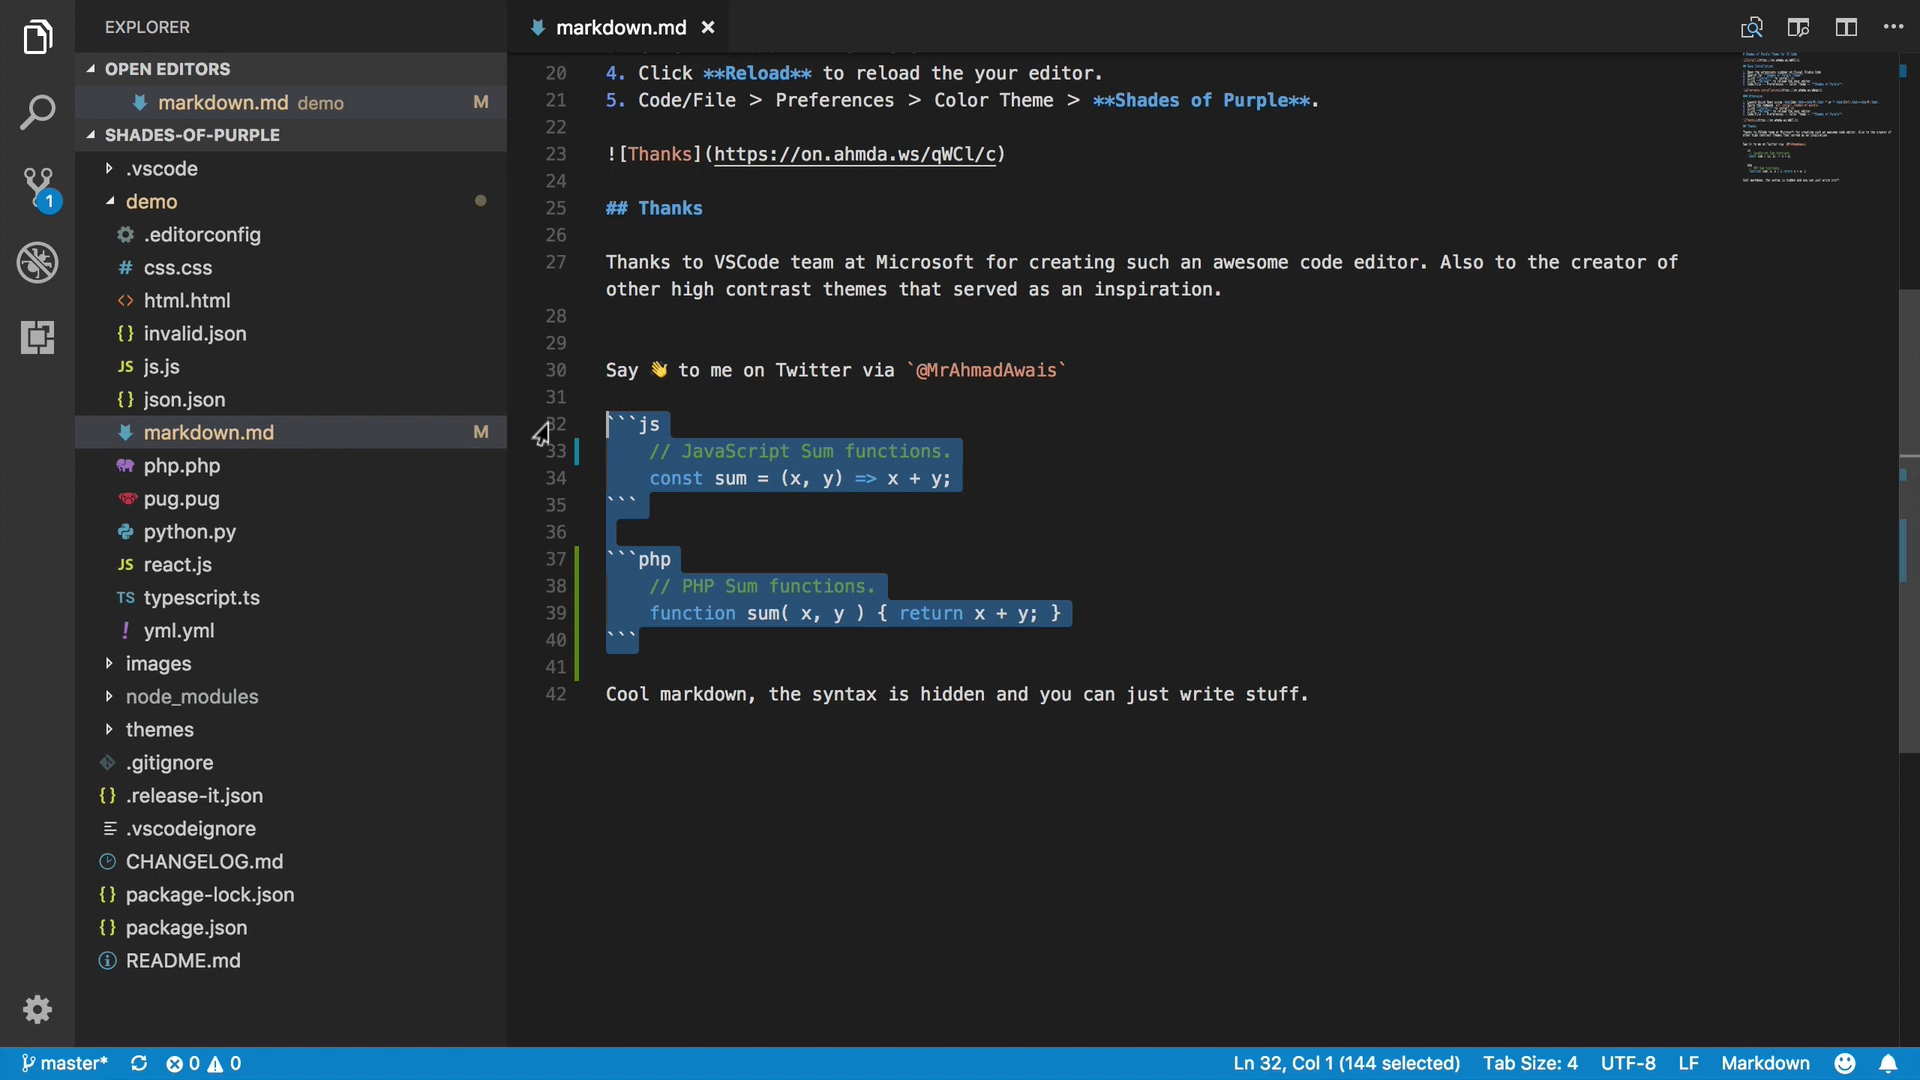 EXPLORER
OPEN EDITORS
markdown.md demo M
SHADES-OF-PURPLE
.vscode
demo
.editorconfig
# css.css
<> html.html
{} invalid.json
JS js.js
{} json.json
markdown.md M
php.php
pug.pug
python.py
JS react.js
TS typescript.ts
! yml.yml
images
node_modules
themes
.gitignore
{} .release-it.json
.vscodeignore
CHANGELOG.md
{} package-lock.json
{} package.json
README.md
1
markdown.md ×
20 4. Click **Reload** to reload the your editor.
21 5. Code/File > Preferences > Color Theme > **Shades of Purple**.
22
23 ![Thanks](https://on.ahmda.ws/qWCl/c)
24
25 ## Thanks
26
27 Thanks to VSCode team at Microsoft for creating such an awesome code editor. Also to the creator of
other high contrast themes that served as an inspiration.
28
29
30 Say 👋 to me on Twitter via `@MrAhmadAwais`
31
32 ```js
33 // JavaScript Sum functions.
34 const sum = (x, y) => x + y;
35 ```
36
37 ```php
38 // PHP Sum functions.
39 function sum( x, y ) { return x + y; }
40 ```
41
42 Cool markdown, the syntax is hidden and you can just write stuff.
master* 0 0 Ln 32, Col 1 (144 selected) Tab Size: 4 UTF-8 LF Markdown